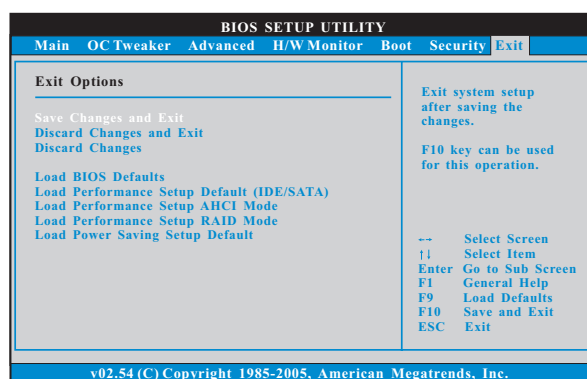 BIOS SETUP UTILITY
Main OC Tweaker Advanced H/W Monitor Boot Security Exit
Exit Options
Save Changes and Exit
Discard Changes and Exit
Discard Changes
Load BIOS Defaults
Load Performance Setup Default (IDE/SATA)
Load Performance Setup AHCI Mode
Load Performance Setup RAID Mode
Load Power Saving Setup Default
Exit system setup
after saving the
changes.
F10 key can be used
for this operation.
←→ Select Screen
↑↓ Select Item
Enter Go to Sub Screen
F1 General Help
F9 Load Defaults
F10 Save and Exit
ESC Exit
v02.54 (C) Copyright 1985-2005, American Megatrends, Inc.